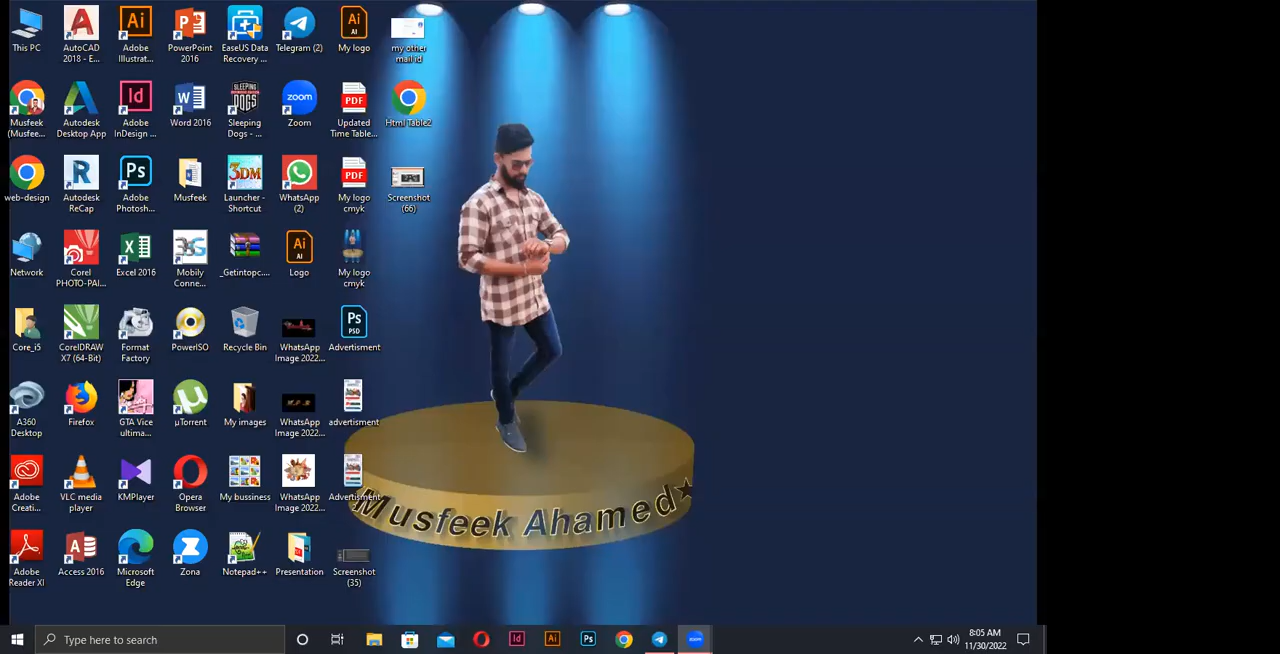 This PC
AutoCAD
2018 - E...
Adobe
Illustrat...
PowerPoint
2016
EaseUS Data
Recovery ...
Telegram (2)
My logo
my other
mail id
Musfeek
(Musfee...
Autodesk
Desktop App
Adobe
InDesign ...
Word 2016
Sleeping
Dogs - ...
Zoom
Updated
Time Table...
Html Table2
web-design
Autodesk
ReCap
Adobe
Photosh...
Musfeek
Launcher -
Shortcut
WhatsApp
(2)
My logo
cmyk
Screenshot
(66)
Network
Corel
PHOTO-PAI...
Excel 2016
Mobily
Conne...
_Getintopc....
Logo
My logo
cmyk
Core_i5
CorelDRAW
X7 (64-Bit)
Format
Factory
PowerISO
Recycle Bin
WhatsApp
Image 2022...
Advertisment
A360
Desktop
Firefox
GTA Vice
ultima...
µTorrent
My images
WhatsApp
Image 2022...
advertisment
Adobe
Creati...
VLC media
player
KMPlayer
Opera
Browser
My bussiness
WhatsApp
Image 2022...
Advertisment
Musfeek Ahamed
Adobe
Reader XI
Access 2016
Microsoft
Edge
Zona
Notepad++
Presentation
Screenshot
(35)
Type here to search
8:05 AM
11/30/2022